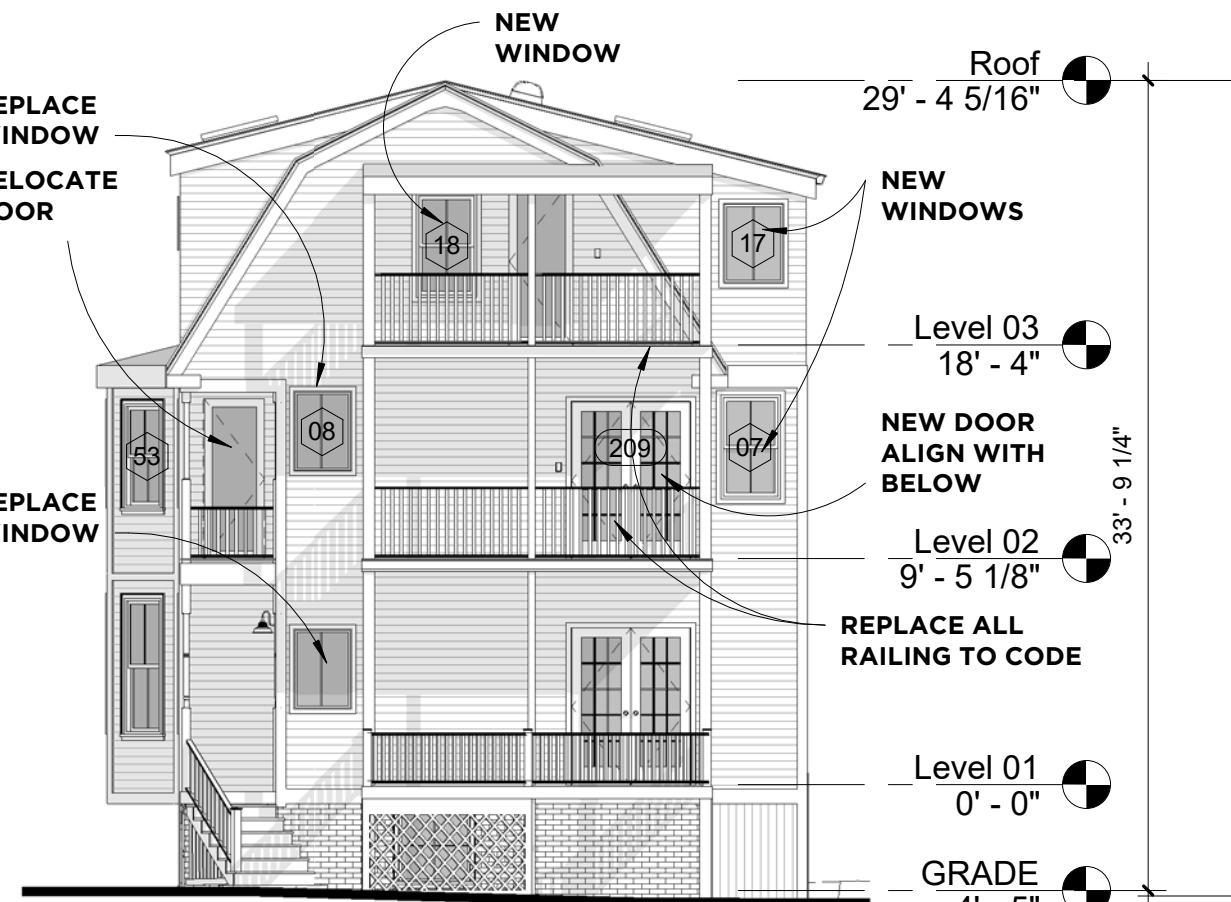 NEW
WINDOW
Roof
29' - 4 5/16"
EPLACE
INDOW
ELOCATE
OOR
NEW
WINDOWS
18
17
Level 03
18' - 4"
08
53
209
07
NEW DOOR
ALIGN WITH
BELOW
33' - 9 1/4"
EPLACE
INDOW
Level 02
9' - 5 1/8"
REPLACE ALL
RAILING TO CODE
Level 01
0' - 0"
GRADE
4' - 5"